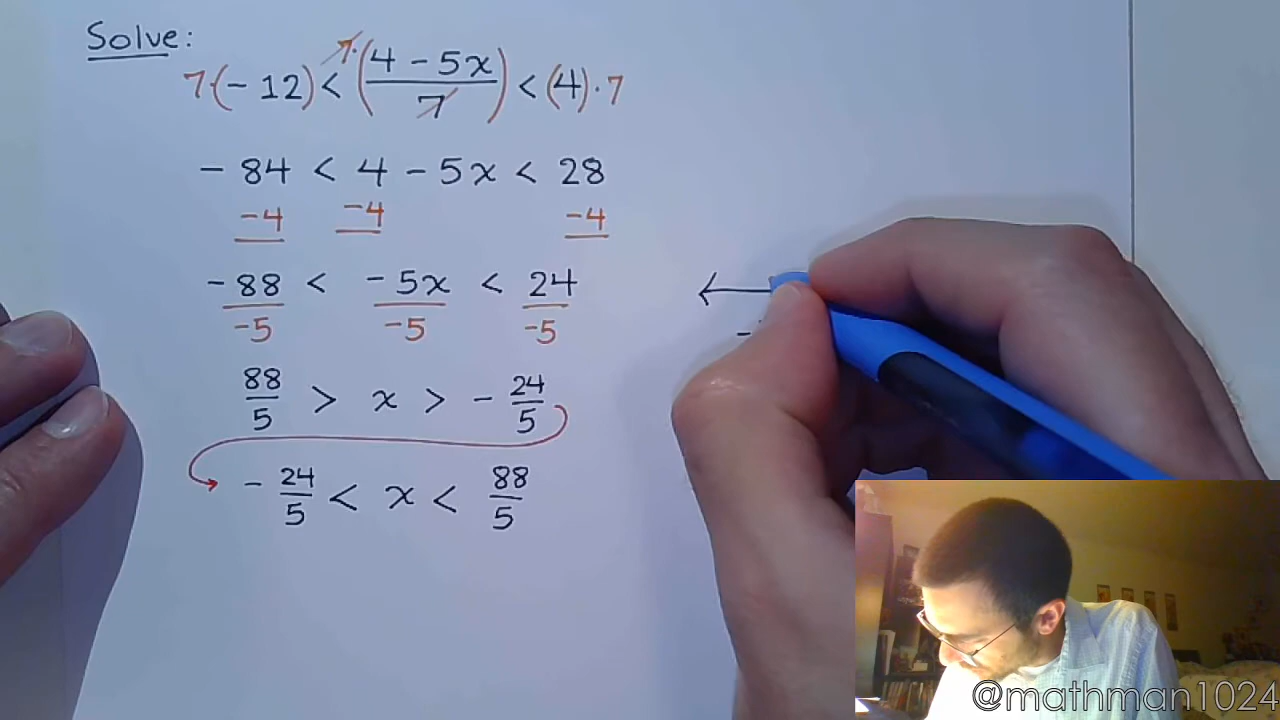 Solve:
7·(-12) < 7·(4 - 5x / 7) < (4)·7
-84 < 4 - 5x < 28
-4 -4 -4
-88 < -5x < 24
-5 -5 -5
88/5 > x > -24/5
-24/5 < x < 88/5
@mathman1024